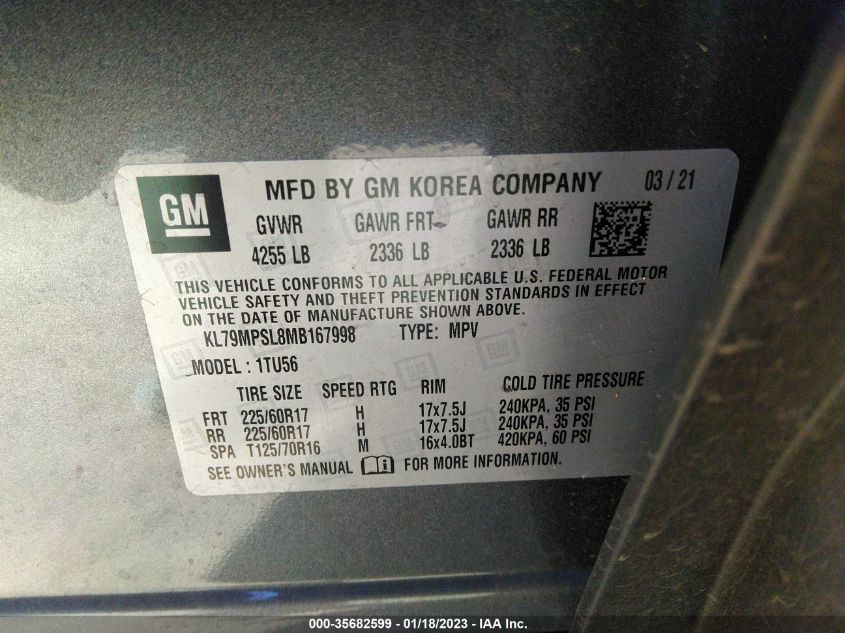 GM
MFD BY GM KOREA COMPANY 03 / 21
GVWR GAWR FRT GAWR RR
4255 LB 2336 LB 2336 LB
THIS VEHICLE CONFORMS TO ALL APPLICABLE U.S. FEDERAL MOTOR
VEHICLE SAFETY AND THEFT PREVENTION STANDARDS IN EFFECT
ON THE DATE OF MANUFACTURE SHOWN ABOVE.
KL79MPSL8MB167998 TYPE: MPV
MODEL : 1TU56
TIRE SIZE SPEED RTG RIM COLD TIRE PRESSURE
FRT 225/60R17 H 17x7.5J 240KPA, 35 PSI
RR 225/60R17 H 17x7.5J 240KPA, 35 PSI
SPA T125/70R16 M 16x4.0BT 420KPA, 60 PSI
SEE OWNER'S MANUAL FOR MORE INFORMATION.
000-35682599 - 01/18/2023 - IAA Inc.